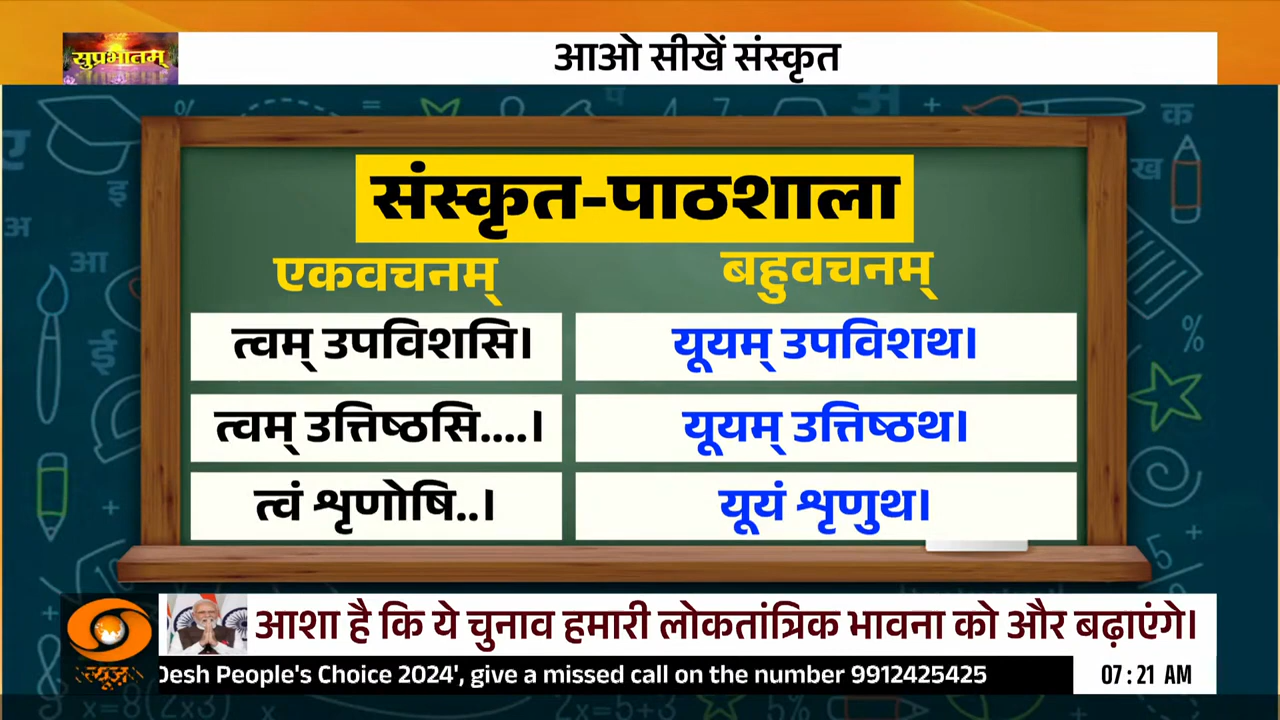 सुप्रभातम्
आओ सीखें संस्कृत
संस्कृत-पाठशाला
एकवचनम् बहुवचनम्
त्वम् उपविशसि। यूयम् उपविशथ।
त्वम् उत्तिष्ठसि....। यूयम् उत्तिष्ठथ।
त्वं शृणोषि..। यूयं शृणुथ।
आशा है कि ये चुनाव हमारी लोकतांत्रिक भावना को और बढ़ाएंगे।
न्यूज़
Desh People's Choice 2024', give a missed call on the number 9912425425
07:21 AM